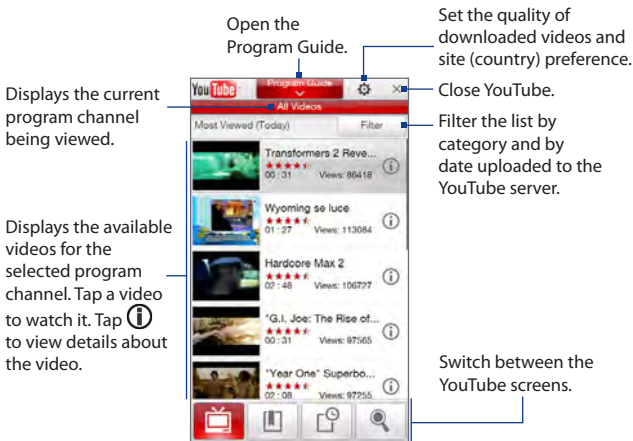 Open the
Program Guide.
Set the quality of
downloaded videos and
site (country) preference.
Displays the current
program channel
being viewed.
Close YouTube.
Filter the list by
category and by
date uploaded to the
YouTube server.
Displays the available
videos for the
selected program
channel. Tap a video
to watch it. Tap
to view details about
the video.
Switch between the
YouTube screens.
YouTube
Program Guide
All Videos
Most Viewed (Today)
Filter
Transformers 2 Reve...
00 : 31 Views: 86418
Wyoming se luce
01 : 27 Views: 113084
Hardcore Max 2
02 : 48 Views: 106727
"G.I. Joe: The Rise of...
00 : 31 Views: 97565
"Year One" Superbo...
02 : 08 Views: 97255